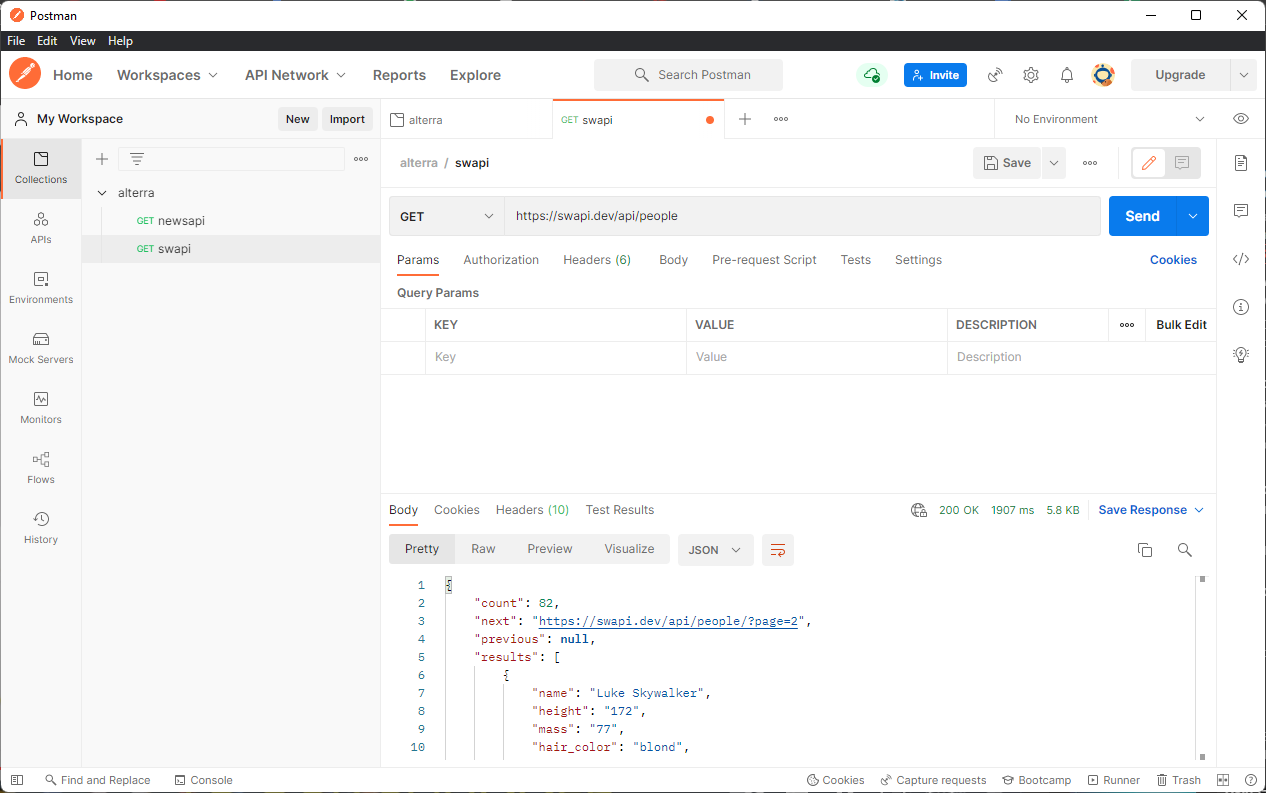 Postman
File Edit View Help
Home Workspaces API Network Reports Explore Search Postman Invite Upgrade
My Workspace New Import
alterra GET swapi No Environment
Collections
APIs
Environments
Mock Servers
Monitors
Flows
History
alterra
GET newsapi
GET swapi
alterra / swapi Save
GET https://swapi.dev/api/people Send
Params Authorization Headers (6) Body Pre-request Script Tests Settings Cookies
Query Params
KEY VALUE DESCRIPTION Bulk Edit
Key Value Description
Body Cookies Headers (10) Test Results 200 OK 1907 ms 5.8 KB Save Response
Pretty Raw Preview Visualize JSON
1 {
2 "count": 82,
3 "next": "https://swapi.dev/api/people/?page=2",
4 "previous": null,
5 "results": [
6 {
7 "name": "Luke Skywalker",
8 "height": "172",
9 "mass": "77",
10 "hair_color": "blond",
Find and Replace Console Cookies Capture requests Bootcamp Runner Trash